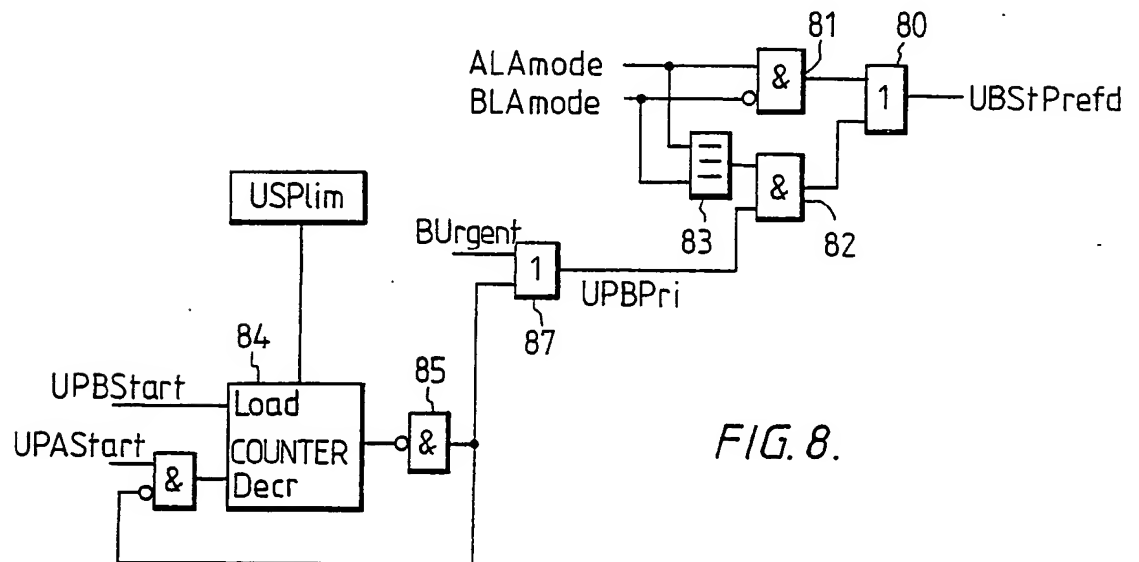 81
80
ALAmode
BLAmode
&
1
UBStPrefd
&
83
82
USPlim
BUrgent
1
UPBPri
87
84
85
UPBStart
Load
&
UPAStart
COUNTER
&
Decr
FIG. 8.